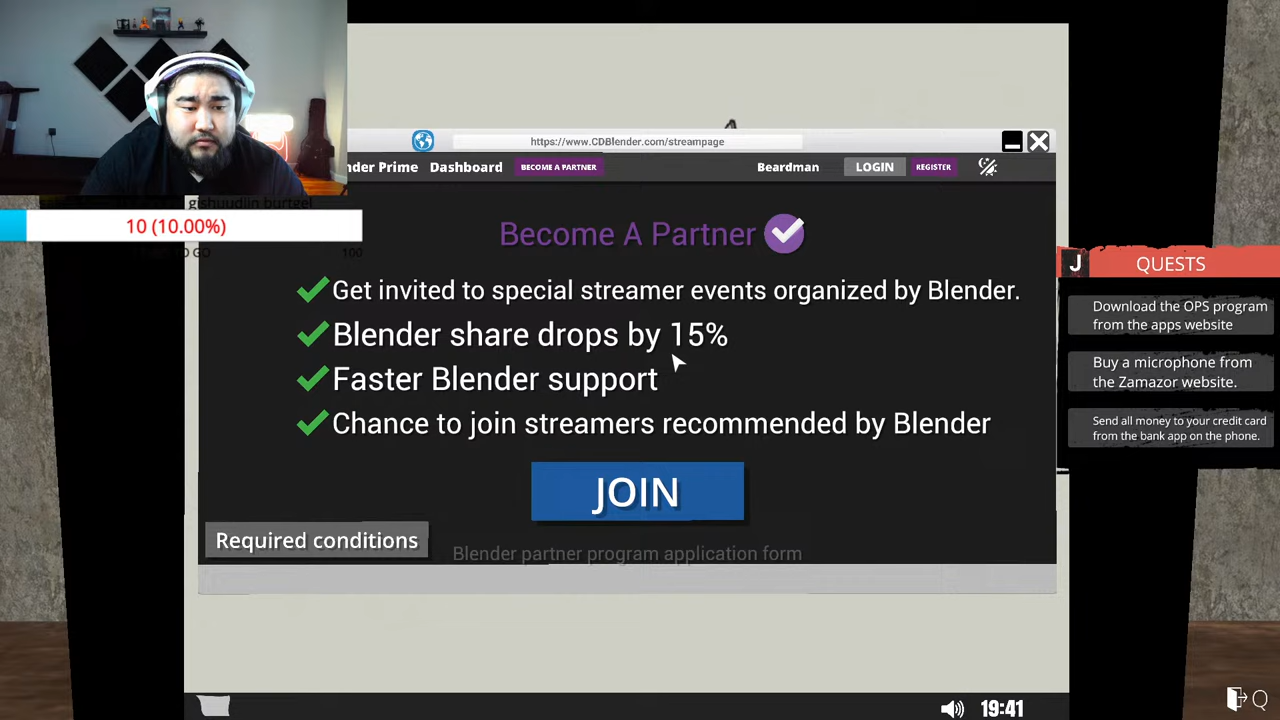 https://www.CDBlender.com/streampage
nder Prime Dashboard BECOME A PARTNER Beardman LOGIN REGISTER
gishuudiin burtgel
10 (10.00%)
GO 100
Become A Partner
Get invited to special streamer events organized by Blender.
Blender share drops by 15%
Faster Blender support
Chance to join streamers recommended by Blender
JOIN
Required conditions
Blender partner program application form
J QUESTS
Download the OPS program
from the apps website
Buy a microphone from
the Zamazor website.
Send all money to your credit card
from the bank app on the phone.
19:41
Q